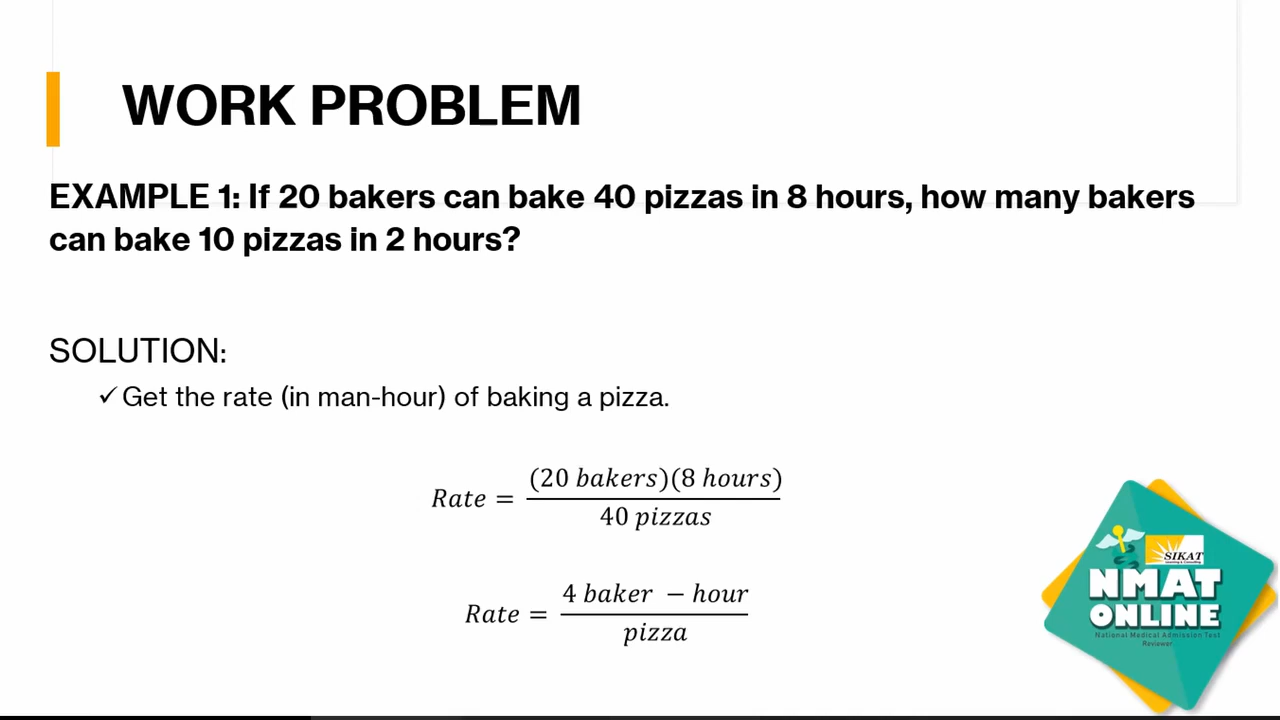 WORK PROBLEM
EXAMPLE 1: If 20 bakers can bake 40 pizzas in 8 hours, how many bakers
can bake 10 pizzas in 2 hours?
SOLUTION:
✓ Get the rate (in man-hour) of baking a pizza.
(20 bakers)(8 hours)
Rate =
40 pizzas
4 baker − hour
Rate =
pizza
SIKAT
NMAT
ONLINE
National Medical Admission Test
Reviewer